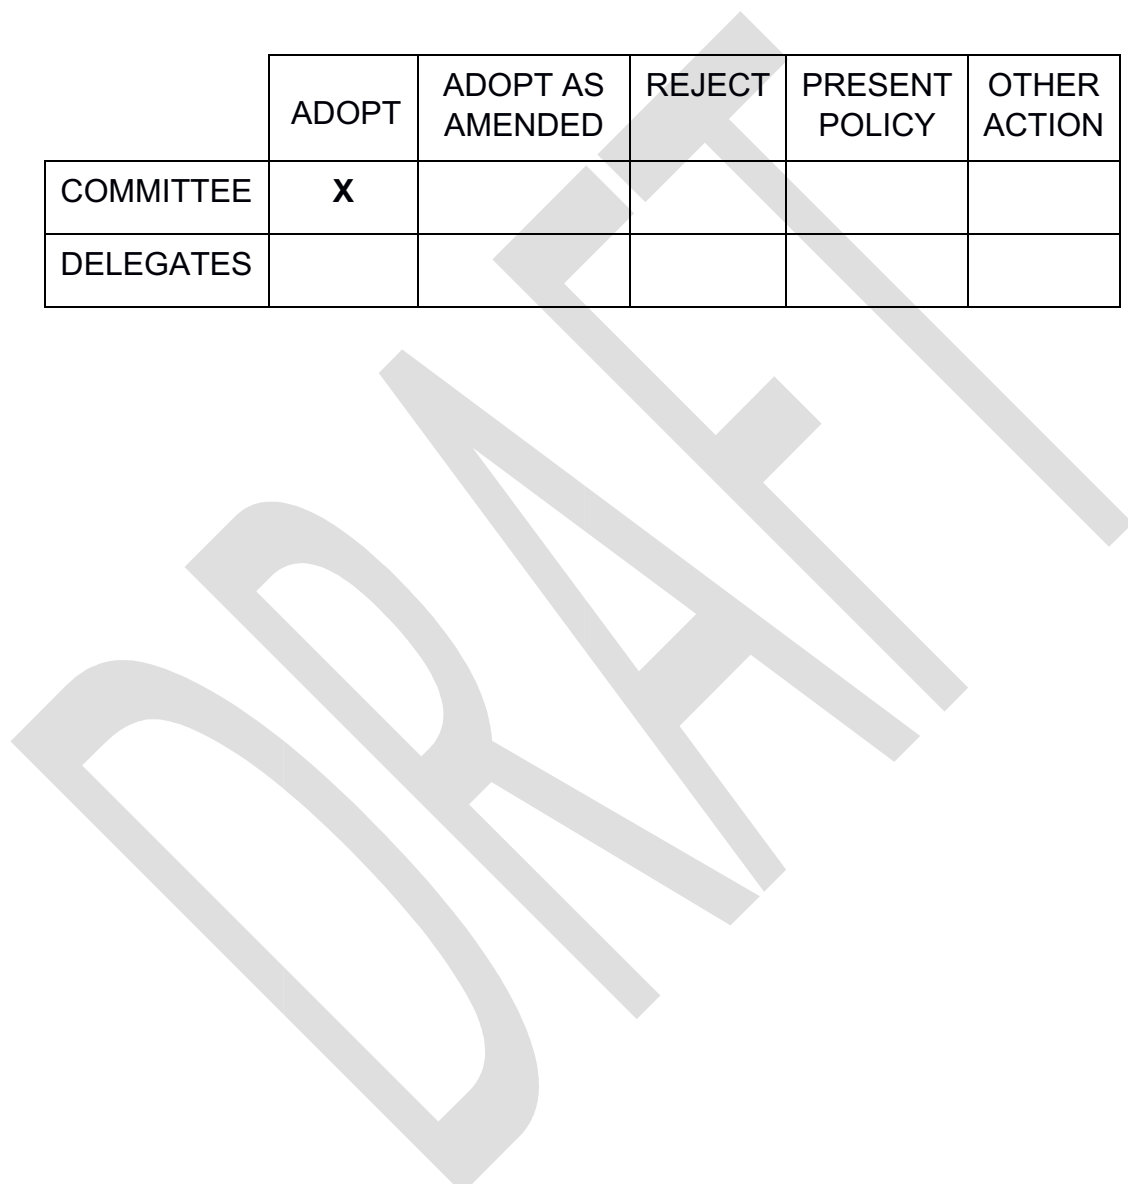 ADOPT ADOPT AS AMENDED REJECT PRESENT POLICY OTHER ACTION
COMMITTEE X
DELEGATES
DRAFT